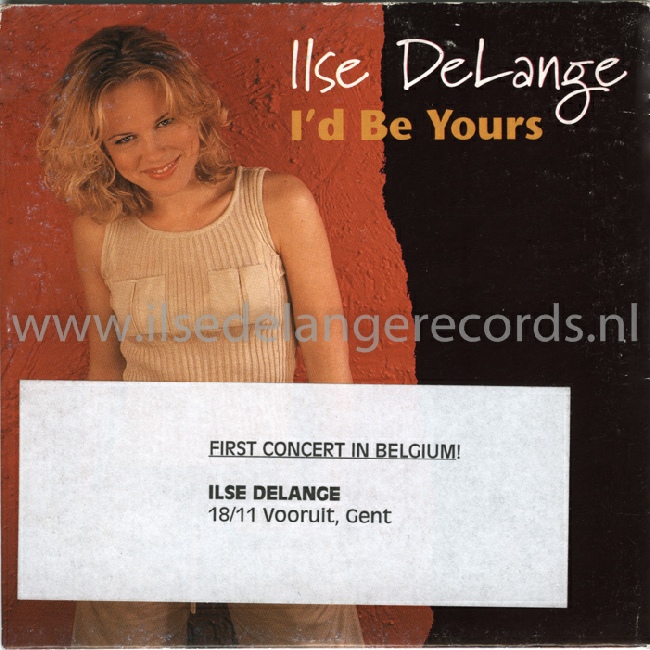 Ilse DeLange
I'd Be Yours
www.ilsedelangerecords.nl
FIRST CONCERT IN BELGIUM!
ILSE DELANGE
18/11 Vooruit, Gent